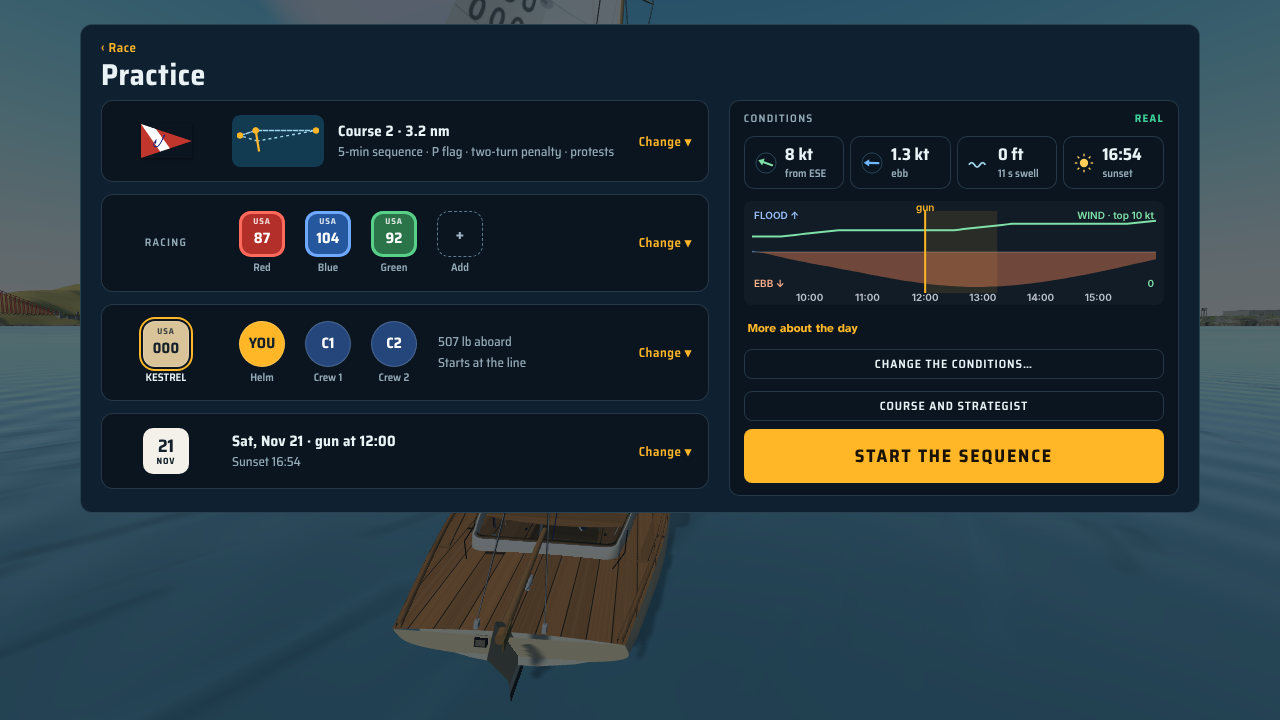 000
‹ Race
Practice
Course 2 · 3.2 nm
5-min sequence · P flag · two-turn penalty · protests
Change ▾
RACING
USA
87
Red
USA
104
Blue
USA
92
Green
+
Add
Change ▾
USA
000
KESTREL
YOU
Helm
C1
Crew 1
C2
Crew 2
507 lb aboard
Starts at the line
Change ▾
21
NOV
Sat, Nov 21 · gun at 12:00
Sunset 16:54
Change ▾
CONDITIONS
REAL
8 kt
from ESE
1.3 kt
ebb
0 ft
11 s swell
16:54
sunset
gun
FLOOD ↑
WIND · top 10 kt
EBB ↓
0
10:00 11:00 12:00 13:00 14:00 15:00
More about the day
CHANGE THE CONDITIONS…
COURSE AND STRATEGIST
START THE SEQUENCE